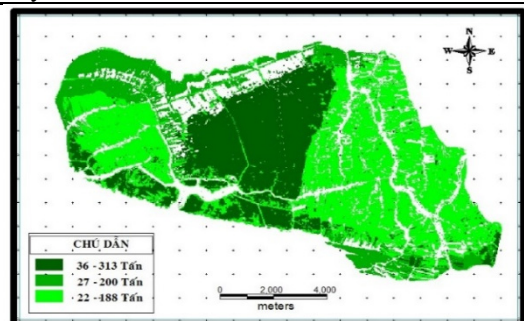 N
W E
S
CHÚ DẪN
36 - 313 Tấn
27 - 200 Tấn
22 - 188 Tấn
0 2,000 4,000
meters